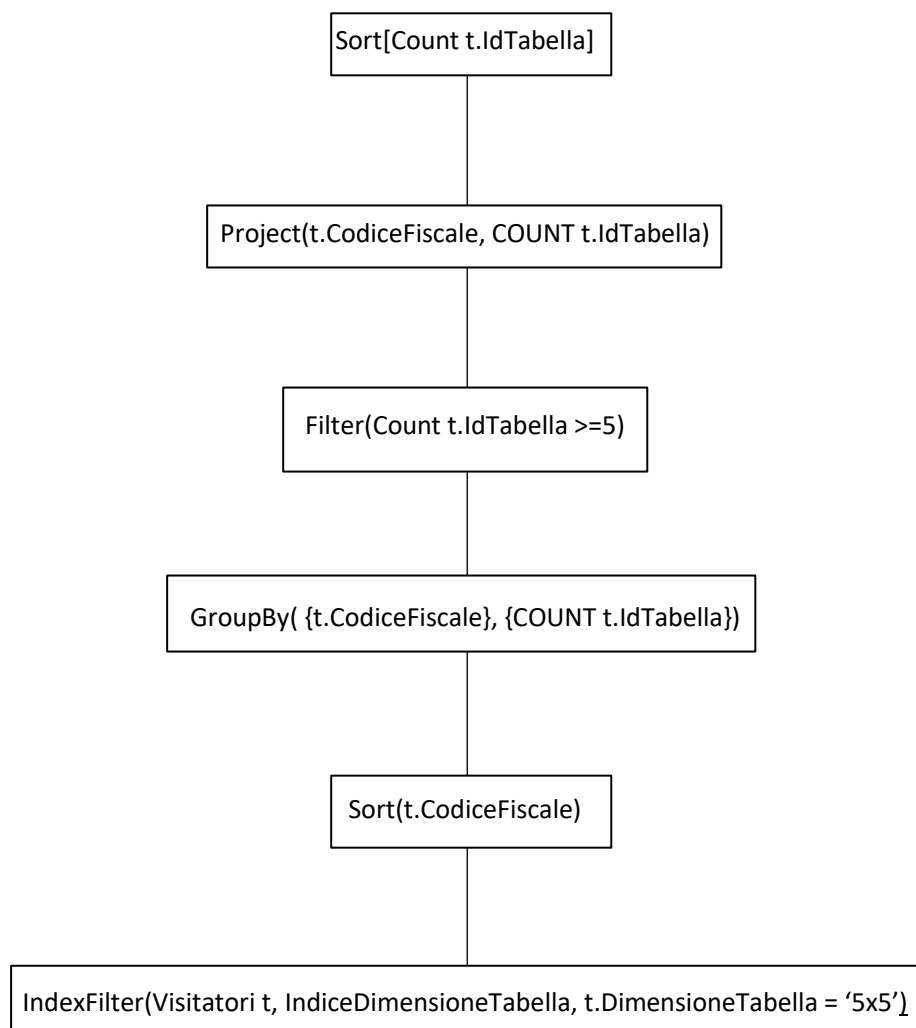 Sort[Count t.IdTabella]
Project(t.CodiceFiscale, COUNT t.IdTabella)
Filter(Count t.IdTabella >=5)
GroupBy( {t.CodiceFiscale}, {COUNT t.IdTabella})
Sort(t.CodiceFiscale)
IndexFilter(Visitatori t, IndiceDimensioneTabella, t.DimensioneTabella = ‘5x5’)